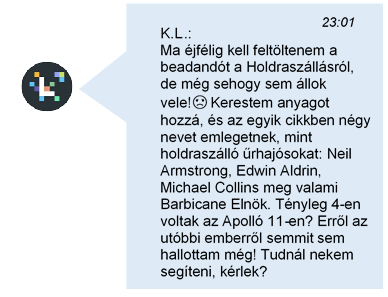 23:01
K.L.:
Ma éjfélig kell feltöltenem a
beadandót a Holdraszállásról,
de még sehogy sem állok
vele!☹ Kerestem anyagot
hozzá, és az egyik cikkben négy
nevet emlegetnek, mint
holdraszálló űrhajósokat: Neil
Armstrong, Edwin Aldrin,
Michael Collins meg valami
Barbicane Elnök. Tényleg 4-en
voltak az Apolló 11-en? Erről az
utóbbi emberről semmit sem
hallottam még! Tudnál nekem
segíteni, kérlek?